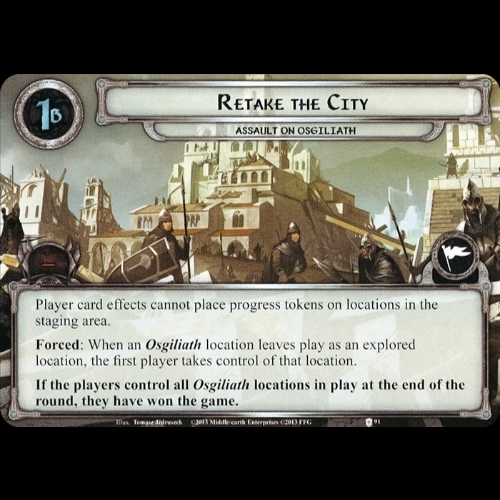 1B
RETAKE THE CITY
ASSAULT ON OSGILIATH
Player card effects cannot place progress tokens on locations in the
staging area.
Forced: When an Osgiliath location leaves play as an explored
location, the first player takes control of that location.
If the players control all Osgiliath locations in play at the end of the
round, they have won the game.
Illus. Tomasz Jedruszek ©2013 Middle-earth Enterprises ©2013 FFG 91